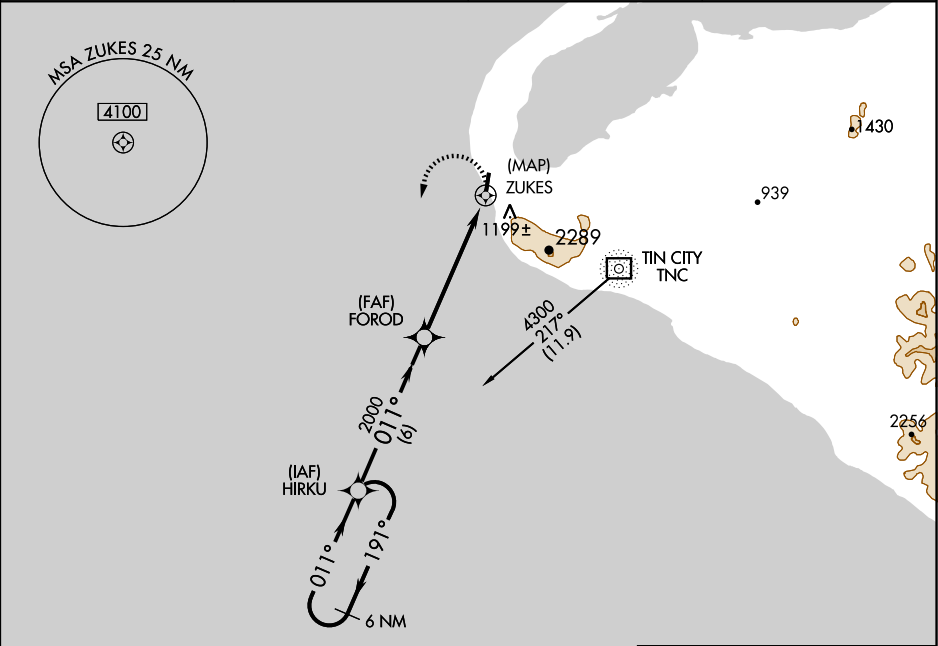 MSA ZUKES 25 NM
4100
(MAP)
ZUKES
1430
939
1199±
2289
TIN CITY
TNC
(FAF)
FOROD
4300
217°
(11.9)
2000
011°
(6)
2256
(IAF)
HIRKU
011°
191°
6 NM